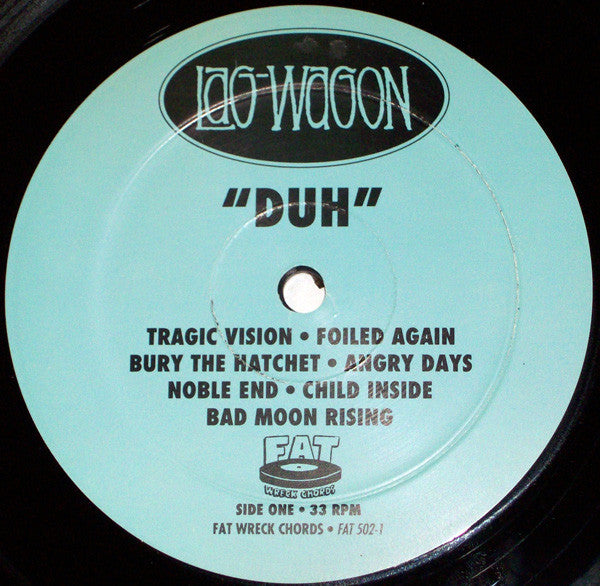 LAG-WAGON
"DUH"
TRAGIC VISION • FOILED AGAIN
BURY THE HATCHET • ANGRY DAYS
NOBLE END • CHILD INSIDE
BAD MOON RISING
FAT
WRECK CHORDS
SIDE ONE • 33 RPM
FAT WRECK CHORDS • FAT 502-1